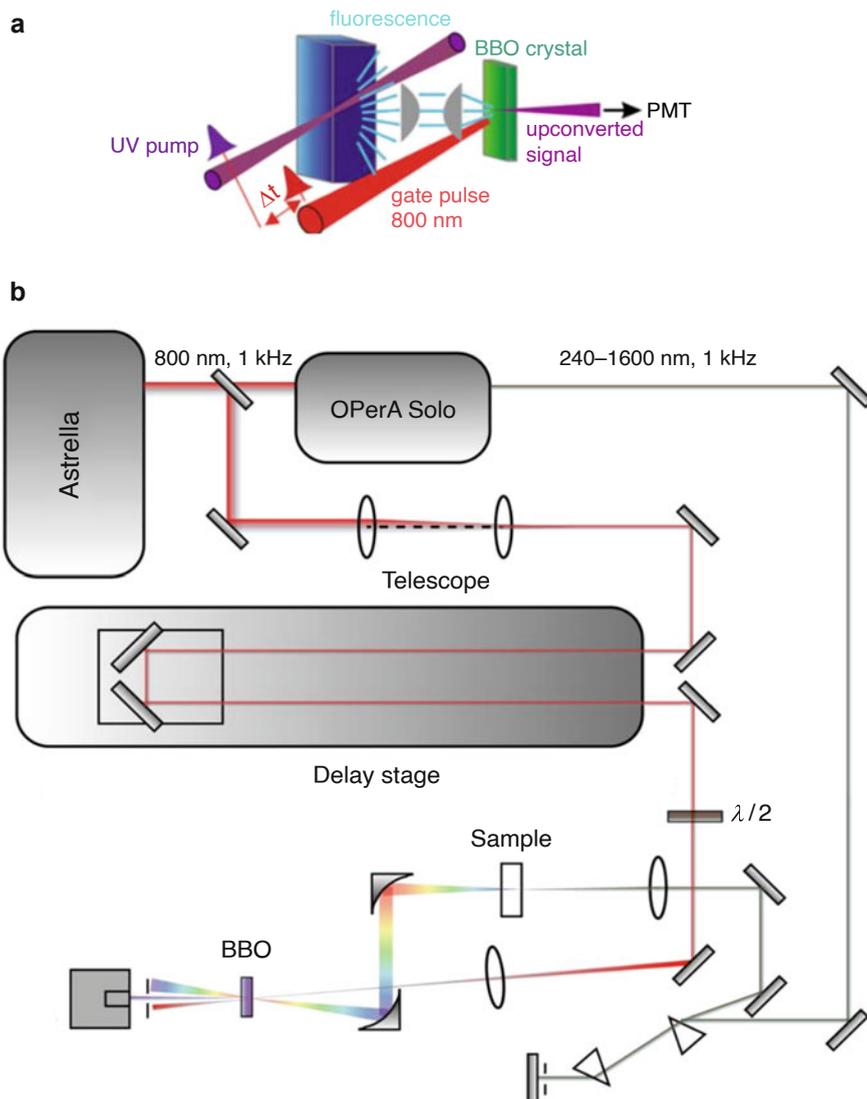 a
fluorescence
BBO crystal
PMT
UV pump
upconverted
signal
Δt
gate pulse
800 nm
b
800 nm, 1 kHz
240–1600 nm, 1 kHz
Astrella
OPerA Solo
Telescope
Delay stage
λ/2
Sample
BBO